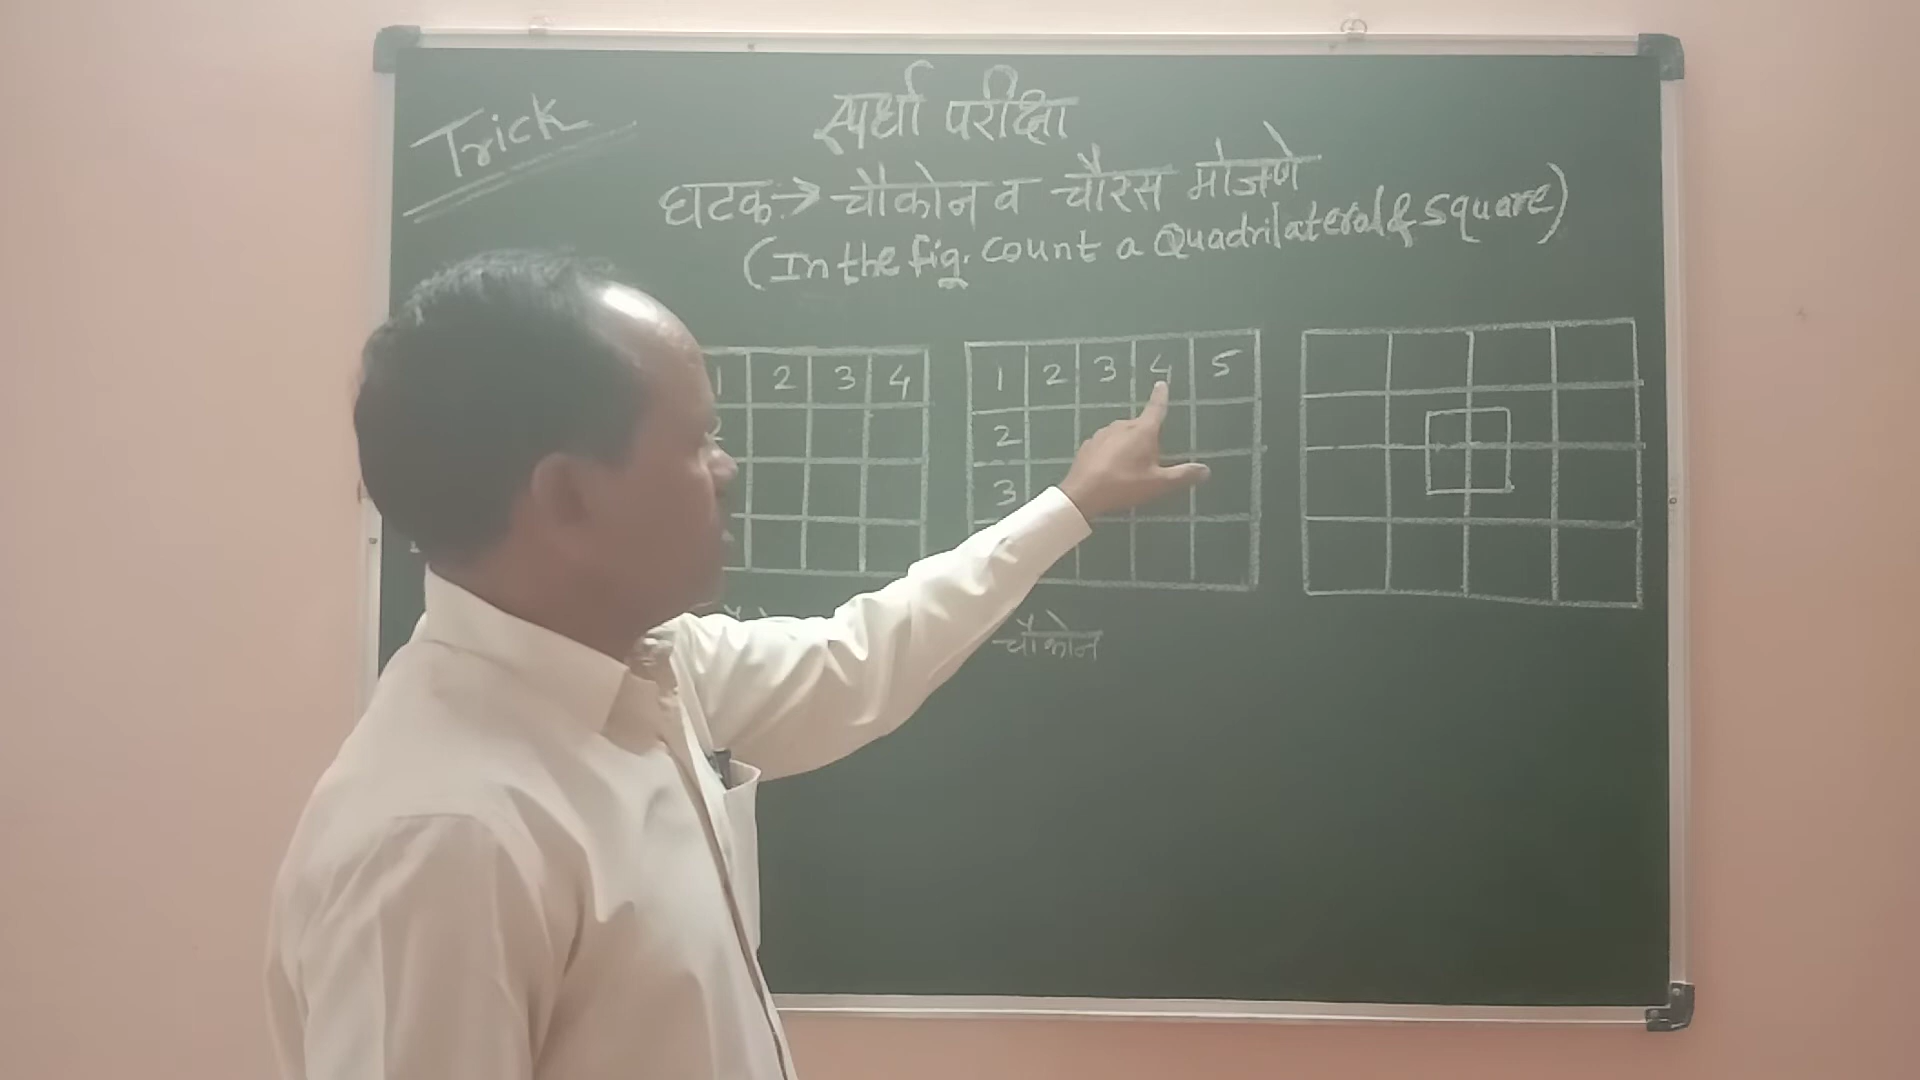 Trick
स्पर्धा परीक्षा
घटक:→ चौकोन व चौरस मोजणे
(In the fig. count a Quadrilateral & square)
1 2 3 4
2
1 2 3 4 5
2
3
चौकोन